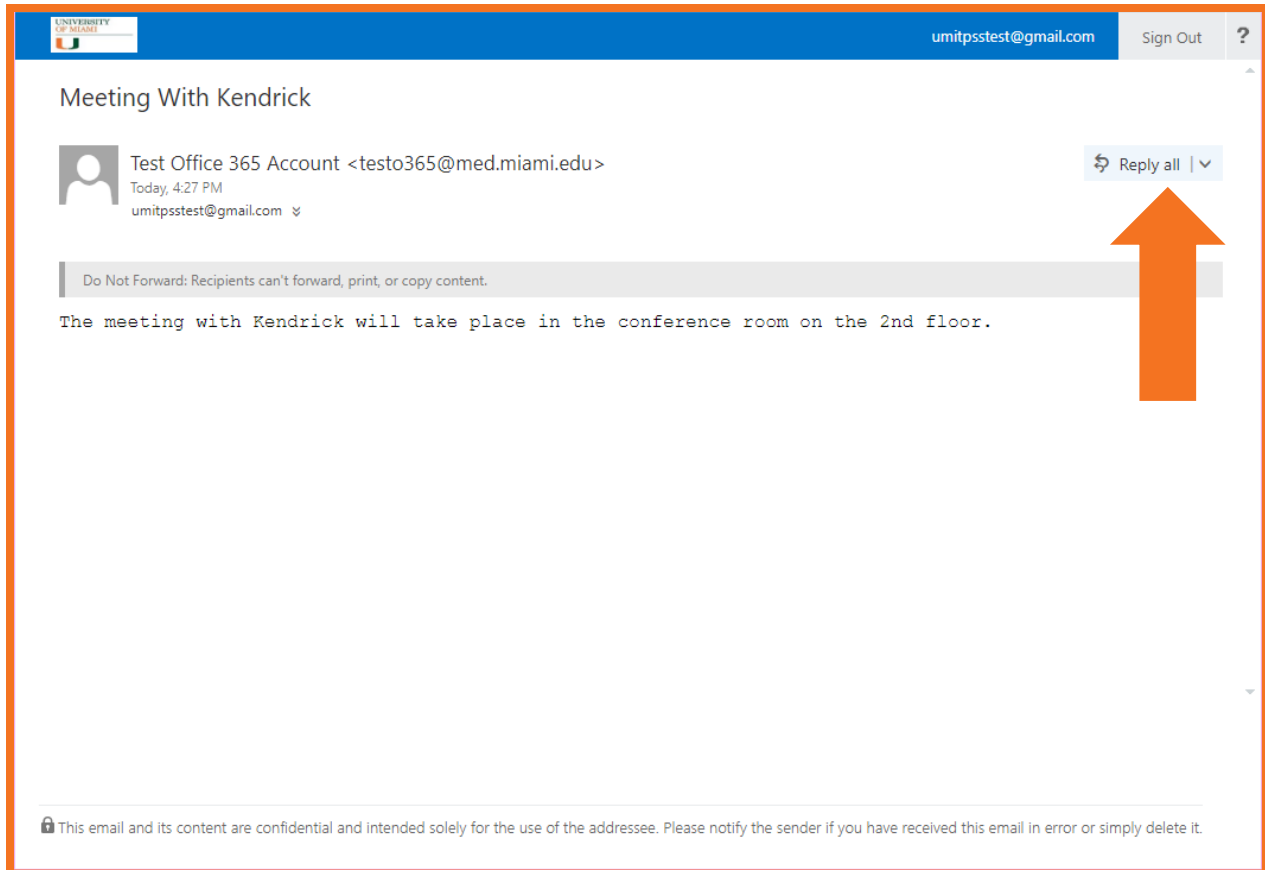 UNIVERSITY
OF MIAMI
umitpsstest@gmail.com Sign Out ?
Meeting With Kendrick
Test Office 365 Account <testo365@med.miami.edu>
Reply all
Today, 4:27 PM
umitpsstest@gmail.com
Do Not Forward: Recipients can't forward, print, or copy content.
The meeting with Kendrick will take place in the conference room on the 2nd floor.
This email and its content are confidential and intended solely for the use of the addressee. Please notify the sender if you have received this email in error or simply delete it.